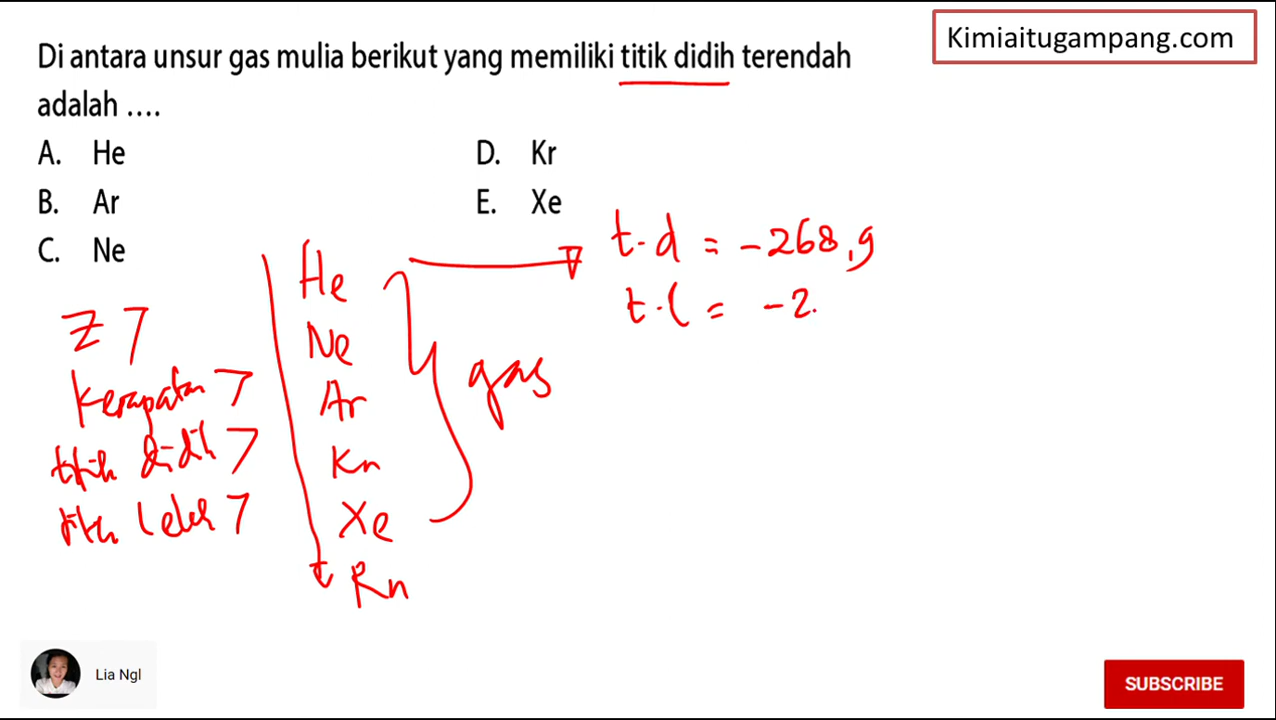 Kimiaitugampang.com
Di antara unsur gas mulia berikut yang memiliki titik didih terendah
adalah ....
A. He
B. Ar
C. Ne
D. Kr
E. Xe
t.d = -268,9
t.l = -2.
He
Ne
Ar
Kr
Xe
Rn
gas
Z >
Kerapatan >
titik didih >
titik leleh >
Lia Ngl
SUBSCRIBE